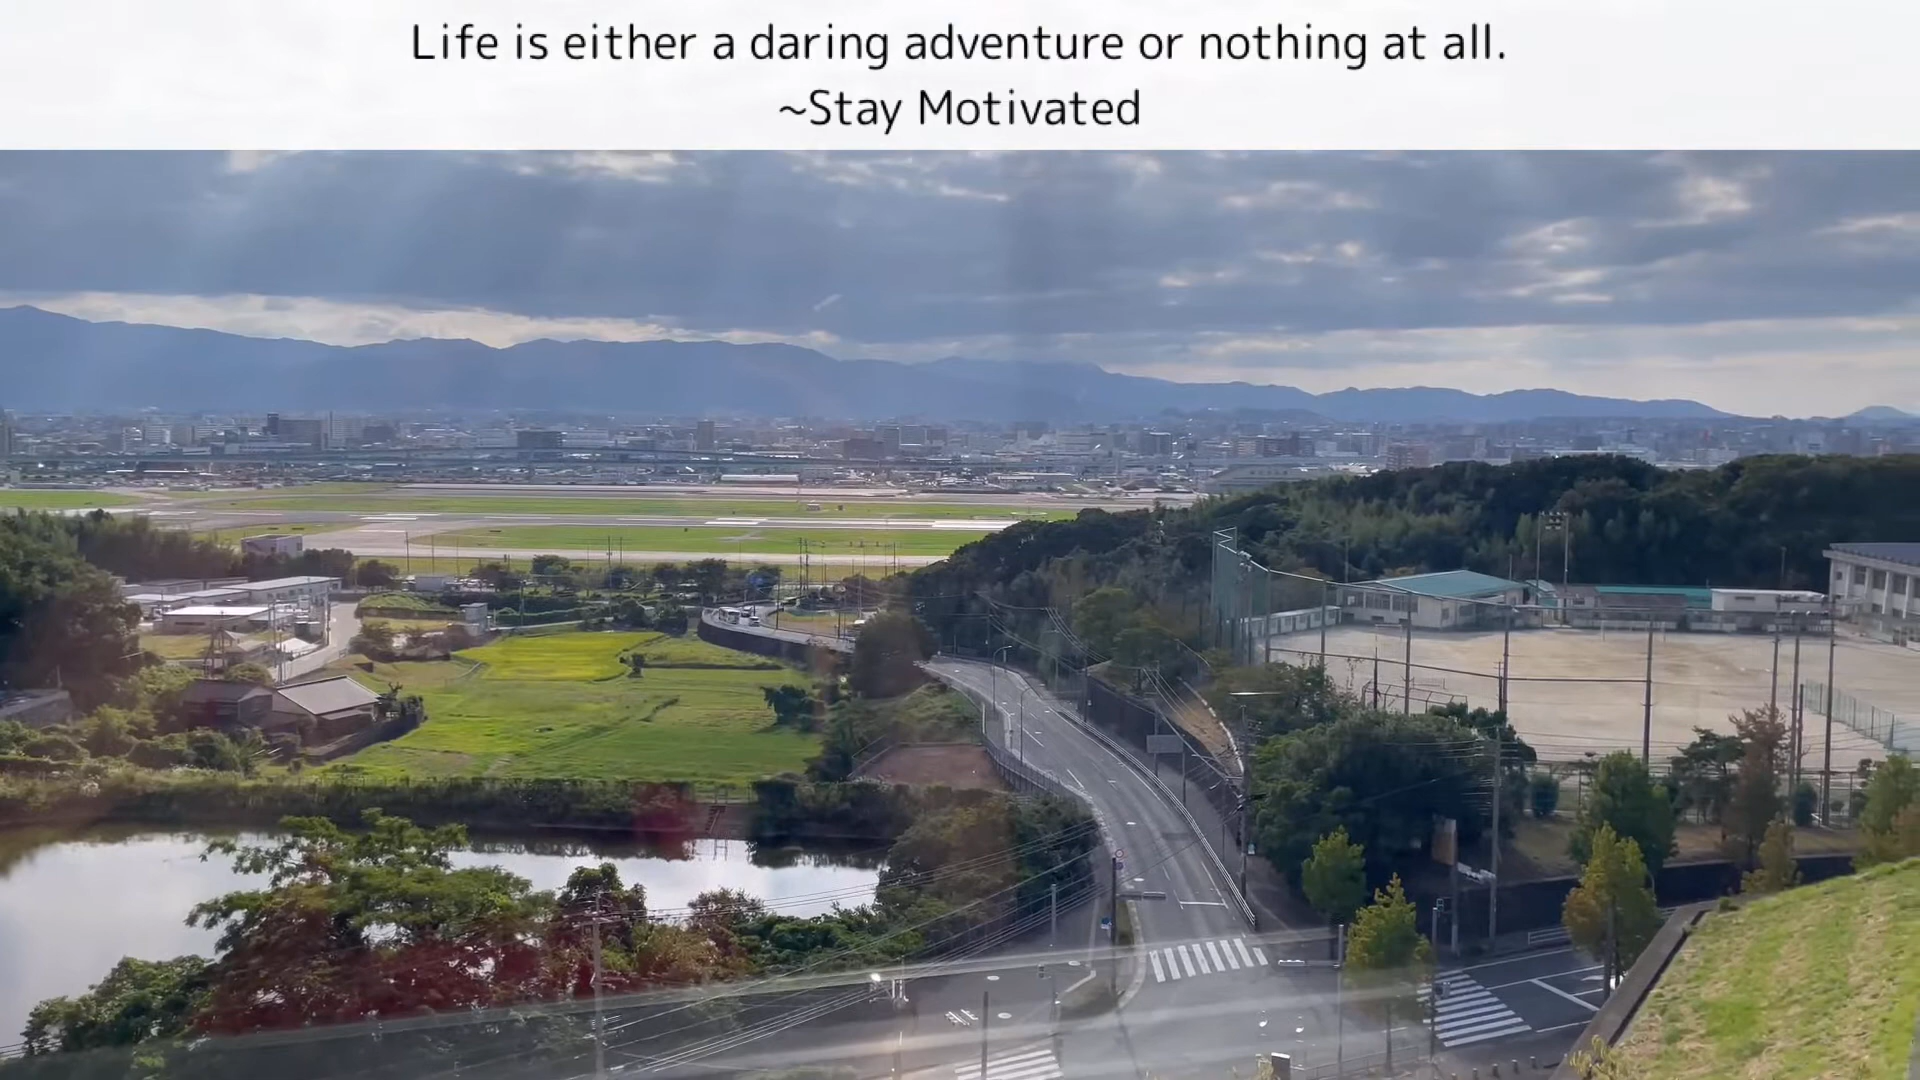 Life is either a daring adventure or nothing at all.
~Stay Motivated